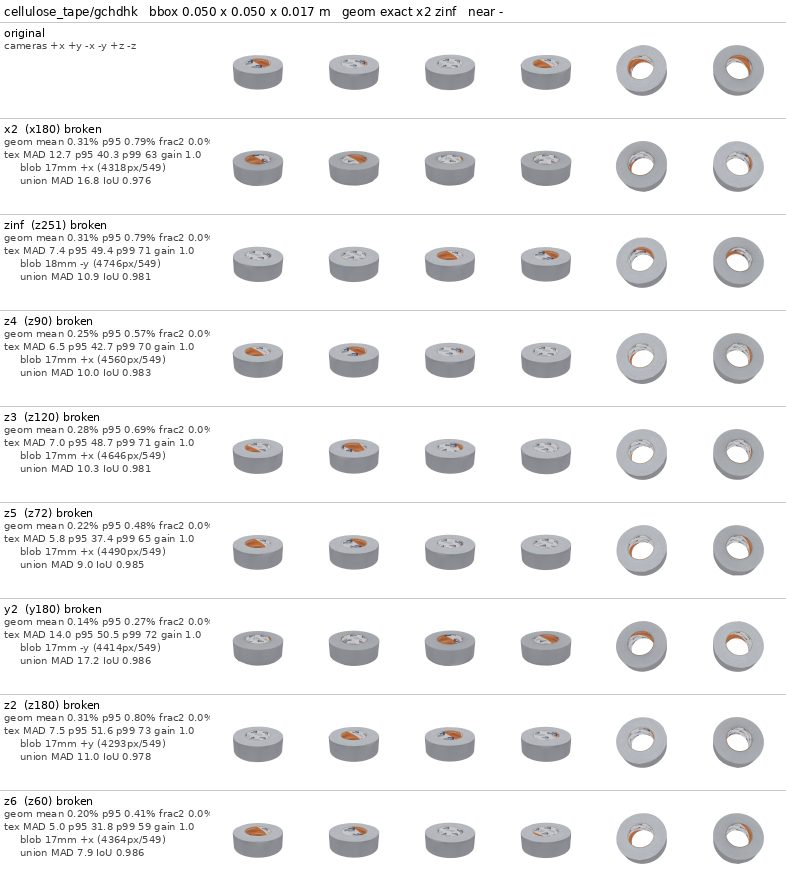 cellulose_tape/gchdhk bbox 0.050 x 0.050 x 0.017 m geom exact x2 zinf near -
original
cameras +x +y -x -y +z -z
x2 (x180) broken
geom mean 0.31% p95 0.79% frac2 0.0%
tex MAD 12.7 p95 40.3 p99 63 gain 1.0
blob 17mm +x (4318px/549)
union MAD 16.8 IoU 0.976
zinf (z251) broken
geom mean 0.31% p95 0.79% frac2 0.0%
tex MAD 7.4 p95 49.4 p99 71 gain 1.0
blob 18mm -y (4746px/549)
union MAD 10.9 IoU 0.981
z4 (z90) broken
geom mean 0.25% p95 0.57% frac2 0.0%
tex MAD 6.5 p95 42.7 p99 70 gain 1.0
blob 17mm +x (4560px/549)
union MAD 10.0 IoU 0.983
z3 (z120) broken
geom mean 0.28% p95 0.69% frac2 0.0%
tex MAD 7.0 p95 48.7 p99 71 gain 1.0
blob 17mm +x (4646px/549)
union MAD 10.3 IoU 0.981
z5 (z72) broken
geom mean 0.22% p95 0.48% frac2 0.0%
tex MAD 5.8 p95 37.4 p99 65 gain 1.0
blob 17mm +x (4490px/549)
union MAD 9.0 IoU 0.985
y2 (y180) broken
geom mean 0.14% p95 0.27% frac2 0.0%
tex MAD 14.0 p95 50.5 p99 72 gain 1.0
blob 17mm -y (4414px/549)
union MAD 17.2 IoU 0.986
z2 (z180) broken
geom mean 0.31% p95 0.80% frac2 0.0%
tex MAD 7.5 p95 51.6 p99 73 gain 1.0
blob 17mm +y (4293px/549)
union MAD 11.0 IoU 0.978
z6 (z60) broken
geom mean 0.20% p95 0.41% frac2 0.0%
tex MAD 5.0 p95 31.8 p99 59 gain 1.0
blob 17mm +x (4364px/549)
union MAD 7.9 IoU 0.986